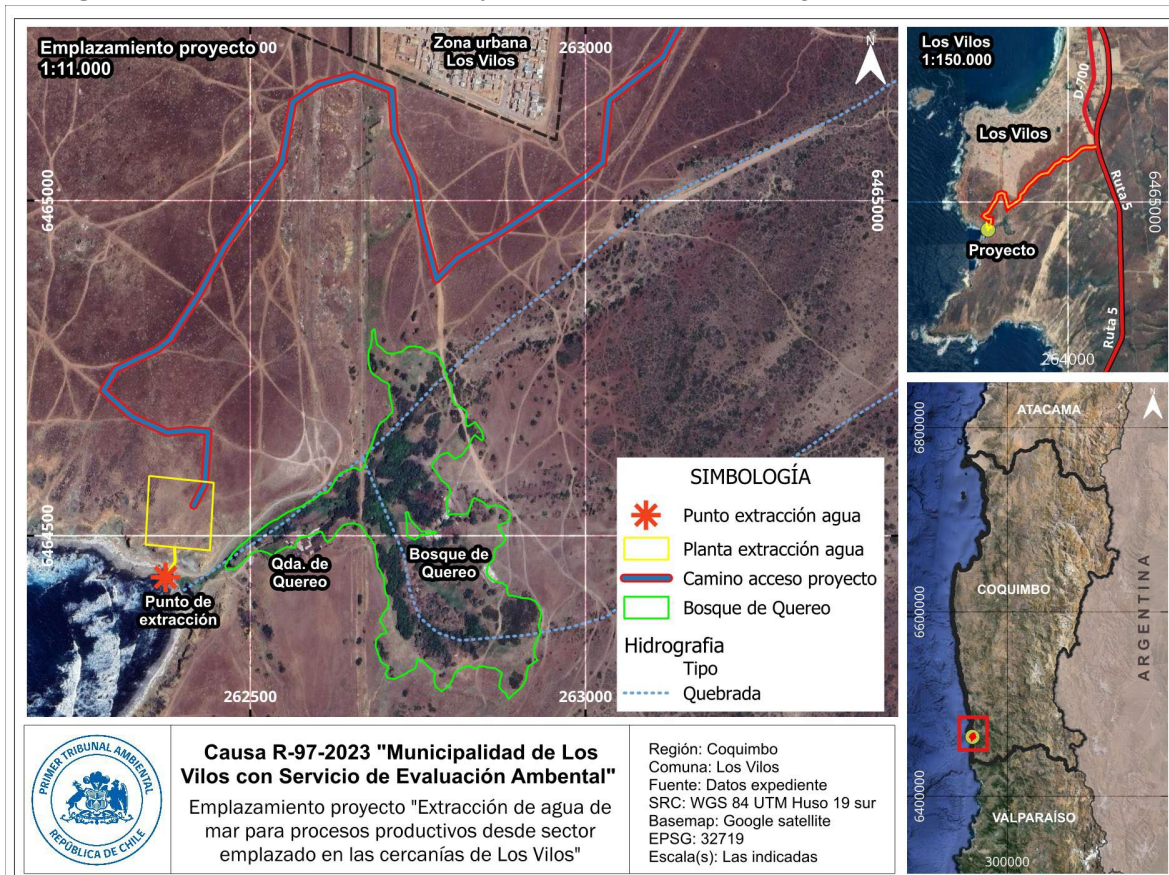 Emplazamiento proyecto
1:11.000
00
263000
Zona urbana
Los Vilos
N
6465000
6465000
6464500
Qda. de
Quereo
Bosque de
Quereo
Punto de
extracción
262500
263000
SIMBOLOGÍA
Punto extracción agua
Planta extracción agua
Camino acceso proyecto
Bosque de Quereo
Hidrografia
Tipo
Quebrada
Los Vilos
1:150.000
D-700
Los Vilos
Ruta 5
6465000
Proyecto
Ruta 5
264000
N
ATACAMA
6800000
COQUIMBO
6600000
ARGENTINA
6400000
VALPARAÍSO
300000
PRIMER TRIBUNAL AMBIENTAL
REPÚBLICA DE CHILE
Causa R-97-2023 "Municipalidad de Los
Vilos con Servicio de Evaluación Ambental"
Emplazamiento proyecto "Extracción de agua de
mar para procesos productivos desde sector
emplazado en las cercanías de Los Vilos"
Región: Coquimbo
Comuna: Los Vilos
Fuente: Datos expediente
SRC: WGS 84 UTM Huso 19 sur
Basemap: Google satellite
EPSG: 32719
Escala(s): Las indicadas